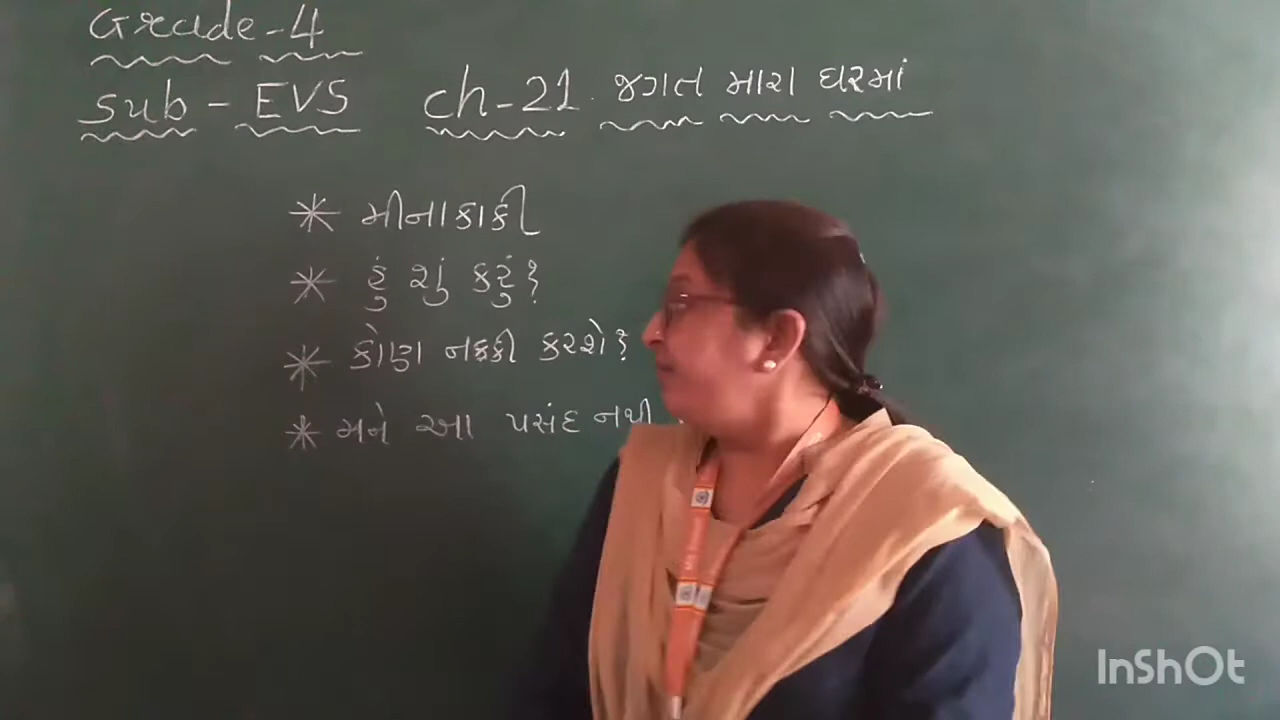 Grade-4
Sub - EVS ch-21. જગત મારા ઘરમાં
* મીનાકાકી
* હું શું કરું?
* કોણ નક્કી કરશે?
* મને આ પસંદ નથી
InShOt